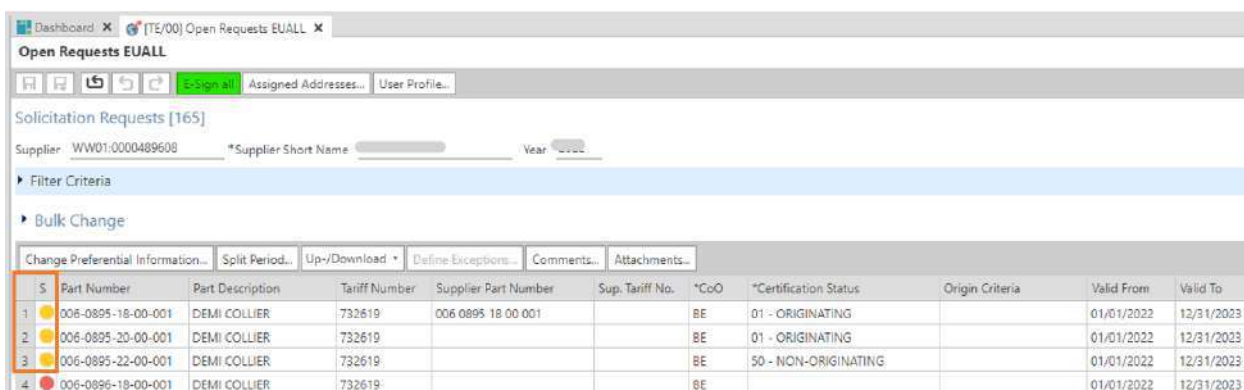 Dashboard X [TE/00] Open Requests EUALL X
Open Requests EUALL
E-Sign all Assigned Addresses... User Profile...
Solicitation Requests [165]
Supplier WW01:0000489608 *Supplier Short Name Year
Filter Criteria
Bulk Change
Change Preferential Information... Split Period... Up-/Download Define Exceptions... Comments... Attachments...
S Part Number Part Description Tariff Number Supplier Part Number Sup. Tariff No. *CoO *Certification Status Origin Criteria Valid From Valid To
1 006-0895-18-00-001 DEMI COLLIER 732619 006 0895 18 00 001 BE 01 - ORIGINATING 01/01/2022 12/31/2023
2 006-0895-20-00-001 DEMI COLLIER 732619 BE 01 - ORIGINATING 01/01/2022 12/31/2023
3 006-0895-22-00-001 DEMI COLLIER 732619 BE 50 - NON-ORIGINATING 01/01/2022 12/31/2023
4 006-0896-18-00-001 DEMI COLLIER 732619 BE 01/01/2022 12/31/2023